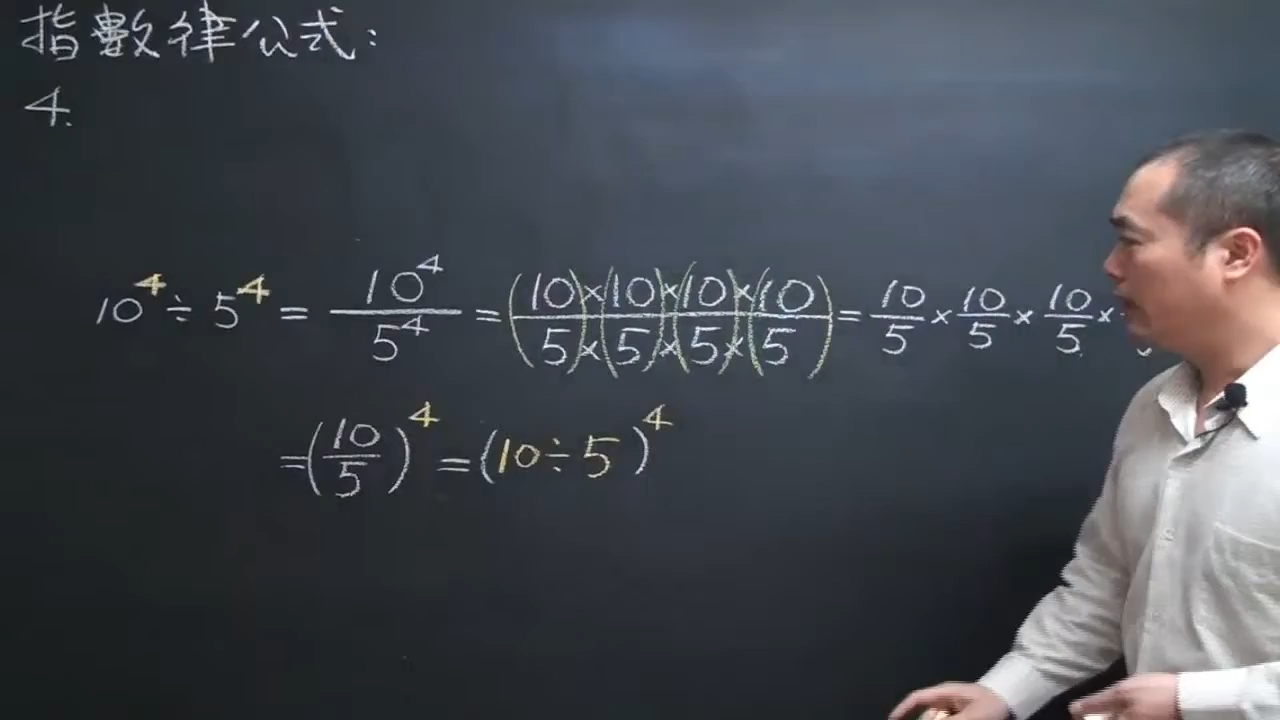 指數律公式:
4.
10⁴ ÷ 5⁴ = 10⁴/5⁴ = (10/5)×(10/5)×(10/5)×(10/5) = 10/5 × 10/5 × 10/5 ×
= (10/5)⁴ = (10÷5)⁴